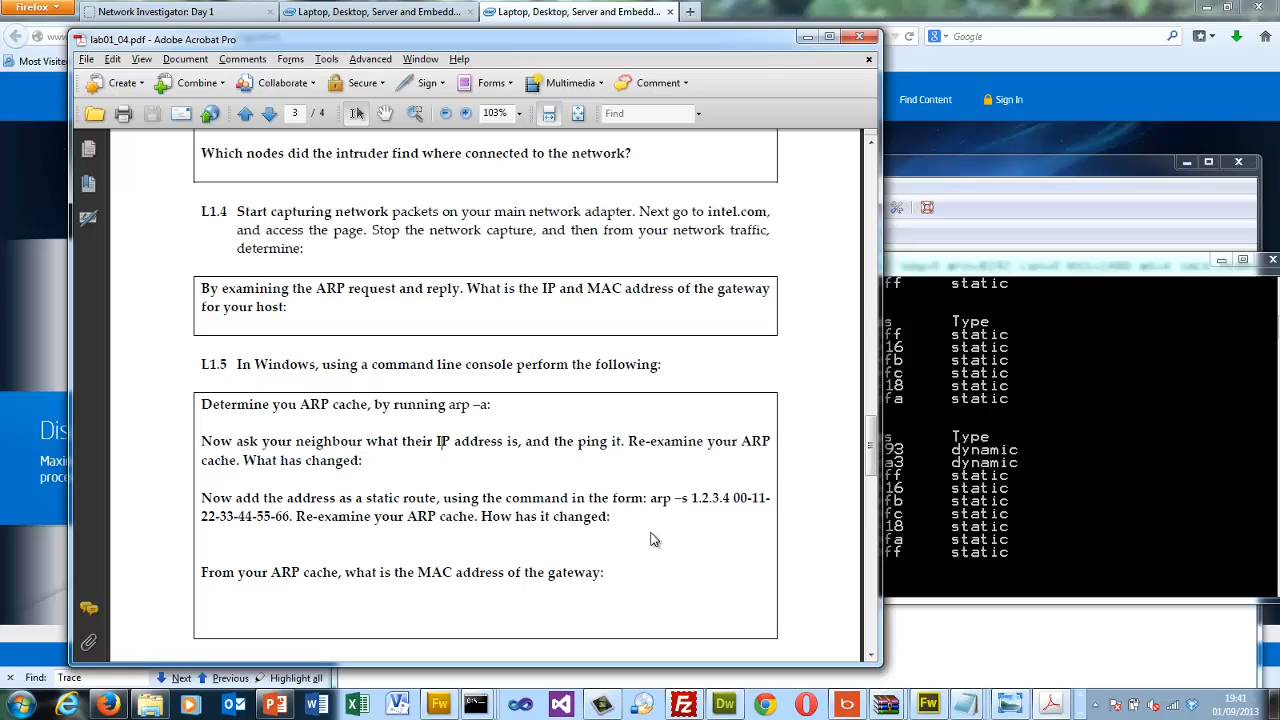 Firefox
Network Investigator Day 1
Laptop, Desktop, Server and Embedd...
Laptop, Desktop, Server and Embedd...
www
Google
Most Visite
lab01_04.pdf - Adobe Acrobat Pro
File Edit View Document Comments Forms Tools Advanced Window Help
Create Combine Collaborate Secure Sign Forms Multimedia Comment
3 / 4 103% Find
Find Content Sign In
Which nodes did the intruder find where connected to the network?
L1.4 Start capturing network packets on your main network adapter. Next go to intel.com,
and access the page. Stop the network capture, and then from your network traffic,
determine:
By examining the ARP request and reply. What is the IP and MAC address of the gateway
for your host:
L1.5 In Windows, using a command line console perform the following:
Determine you ARP cache, by running arp –a:
Now ask your neighbour what their IP address is, and the ping it. Re-examine your ARP
cache. What has changed:
Now add the address as a static route, using the command in the form: arp –s 1.2.3.4 00-11-
22-33-44-55-66. Re-examine your ARP cache. How has it changed:
From your ARP cache, what is the MAC address of the gateway:
Dis
Maxi
proce
ff static
s Type
ff static
16 static
fb static
fc static
18 static
fa static
s Type
93 dynamic
a3 dynamic
ff static
16 static
fb static
fc static
18 static
fa static
ff static
Find: Trace Next Previous Highlight all
19:41
01/09/2013